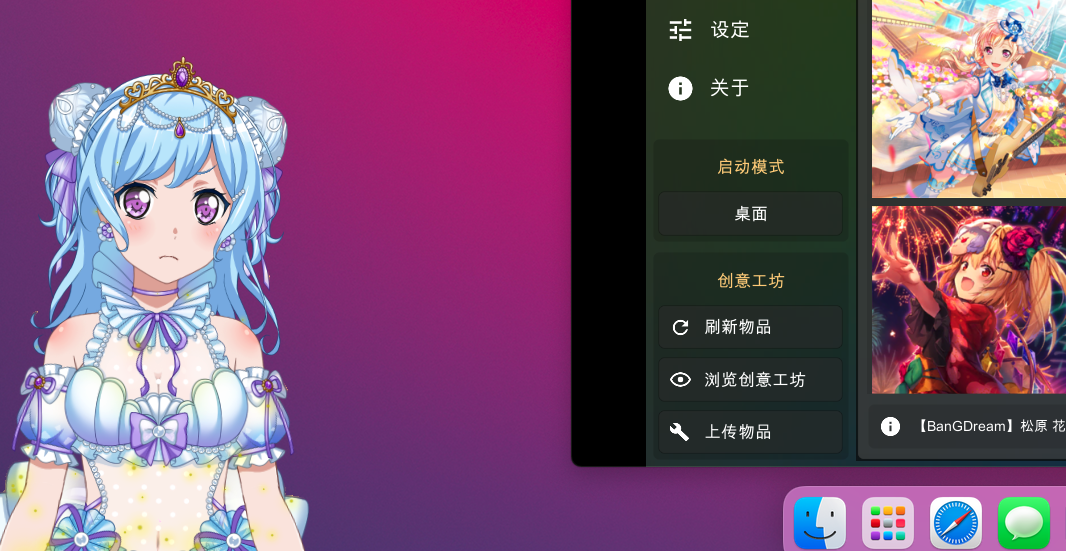 设定
关于
启动模式
桌面
创意工坊
刷新物品
浏览创意工坊
上传物品
【BanGDream】松原 花